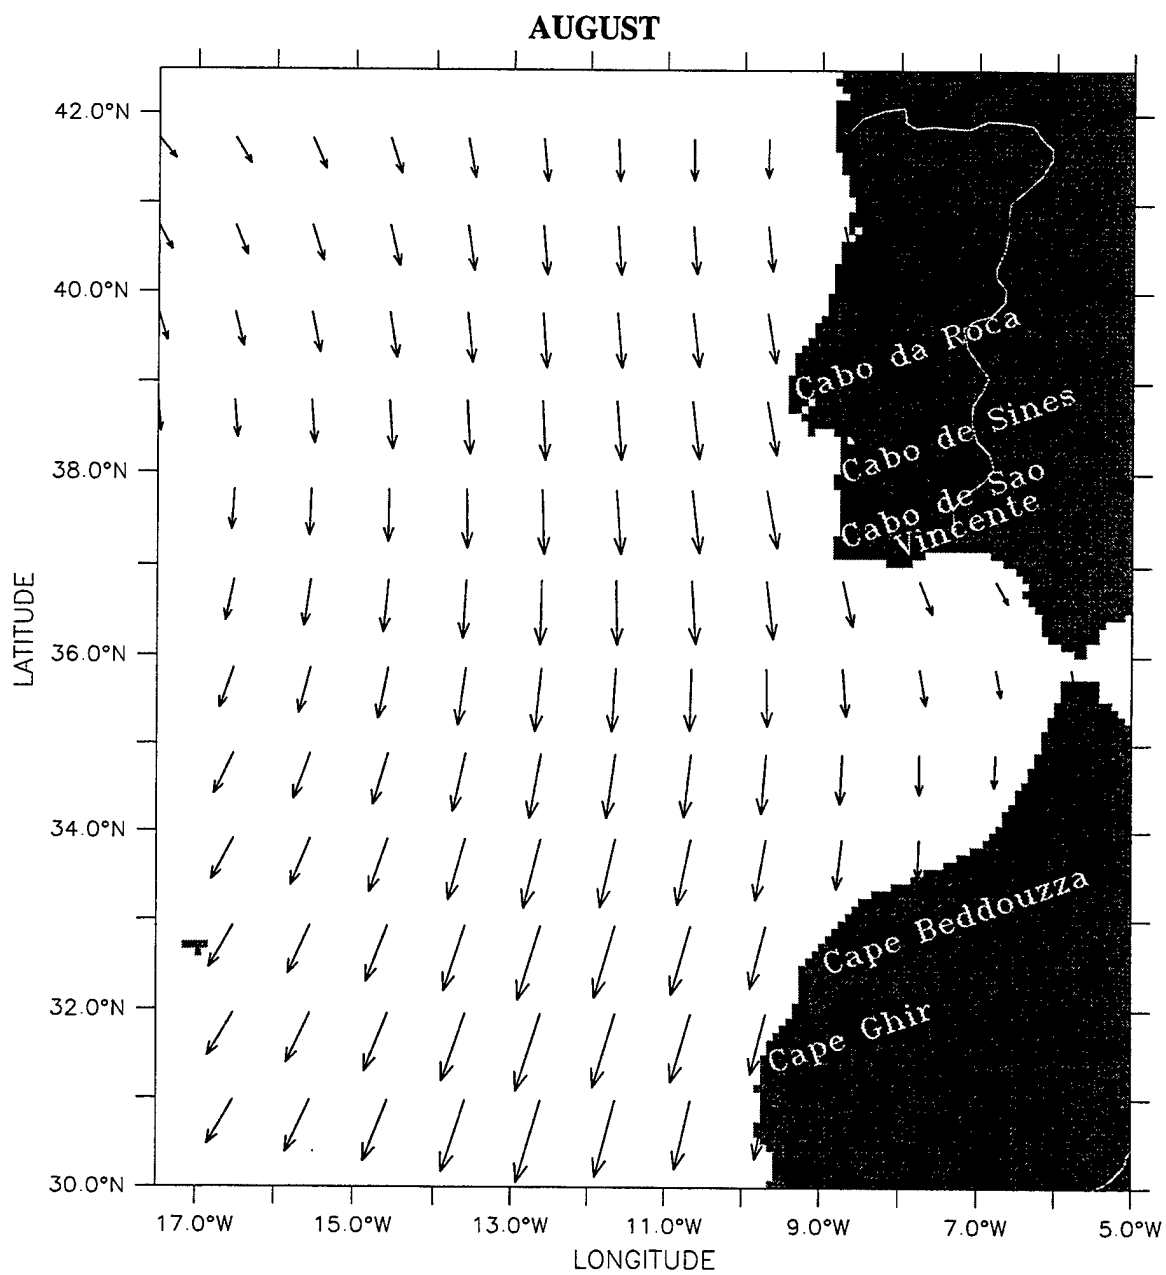 AUGUST
42.0°N
40.0°N
Cabo da Roca
Cabo de Sines
38.0°N
Cabo de Sao
Vincente
LATITUDE
36.0°N
34.0°N
Cape Beddouzza
32.0°N
Cape Ghir
30.0°N
17.0°W 15.0°W 13.0°W 11.0°W 9.0°W 7.0°W 5.0°W
LONGITUDE